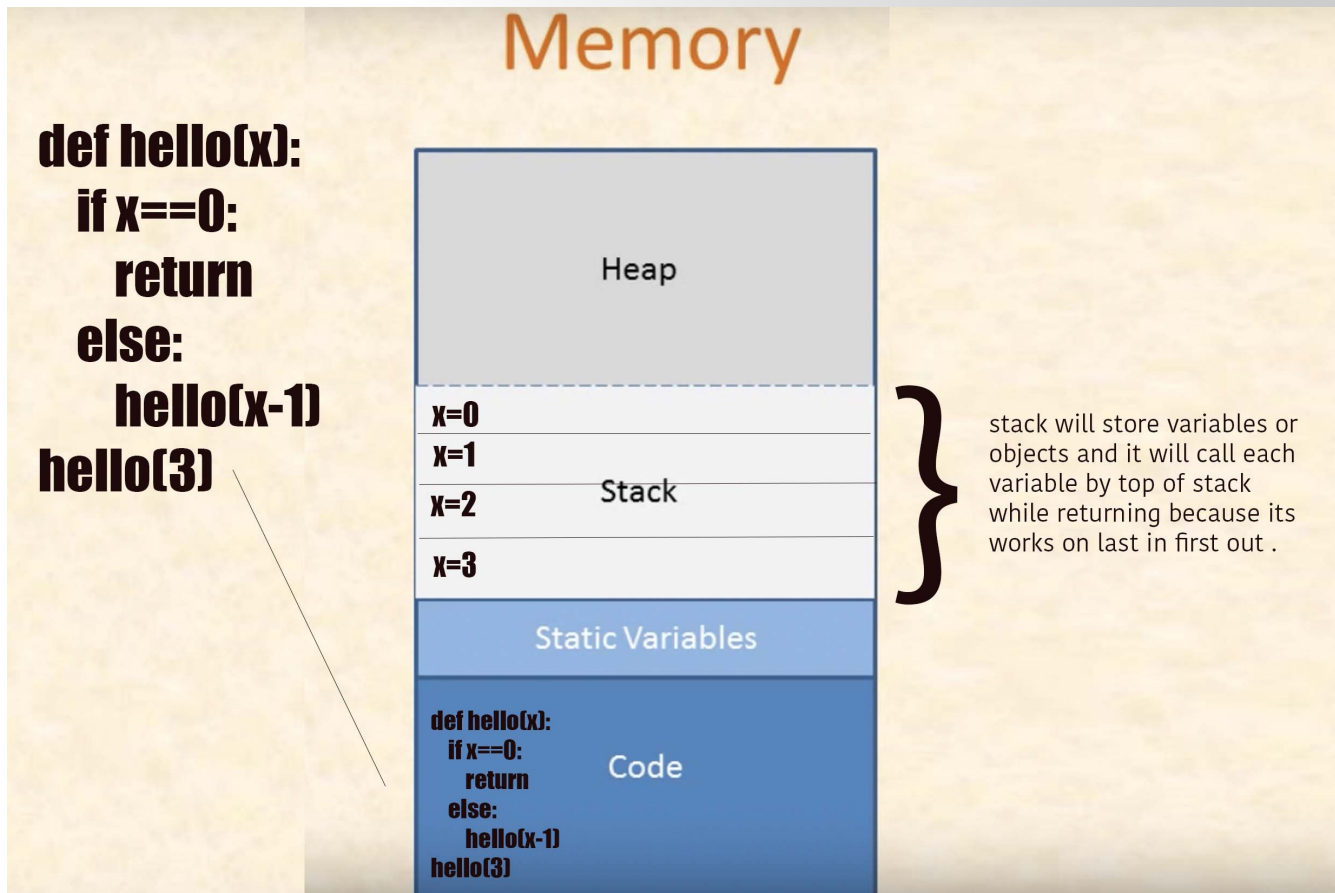 Memory
def hello(x):
if x==0:
return
else:
hello(x-1)
hello(3)
Heap
x=0
x=1
x=2
Stack
x=3
Static Variables
def hello(x):
if x==0:
return
else:
hello(x-1)
hello(3)
Code
stack will store variables or
objects and it will call each
variable by top of stack
while returning because its
works on last in first out .